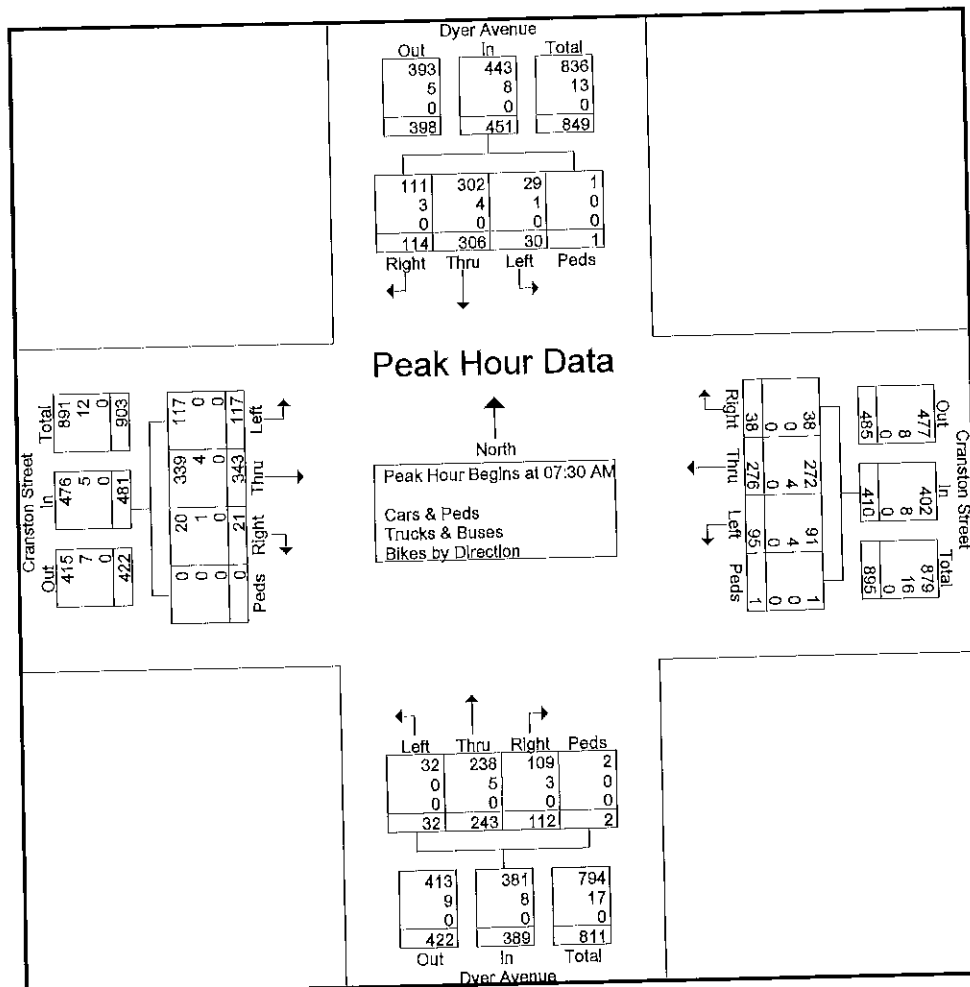 Dyer Avenue
Out In Total
393 443 836
5 8 13
0 0 0
398 451 849
111 302 29 1
3 4 1 0
0 0 0 0
114 306 30 1
Right Thru Left Peds
Peak Hour Data
North
Peak Hour Begins at 07:30 AM
Cars & Peds
Trucks & Buses
Bikes by Direction
Cranston Street
Out In Total
415 476 891
7 5 12
0 0 0
422 481 903
Peds Right Thru Left
0 20 339 117
0 1 4 0
0 0 0 0
0 21 343 117
Cranston Street
Out In Total
477 402 879
8 8 16
0 0 0
485 410 895
38 272 91 1
0 4 4 0
0 0 0 0
38 276 95 1
Right Thru Left Peds
Left Thru Right Peds
32 238 109 2
0 5 3 0
0 0 0 0
32 243 112 2
413 381 794
9 8 17
0 0 0
422 389 811
Out In Total
Dyer Avenue